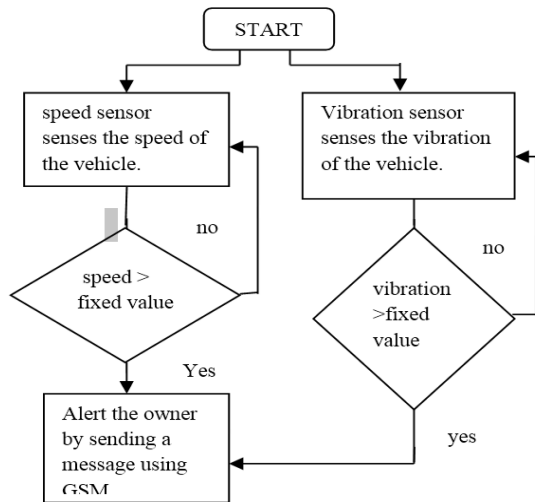 START
speed sensor
senses the speed of
the vehicle.
Vibration sensor
senses the vibration
of the vehicle.
no
no
speed >
fixed value
vibration
>fixed
value
Yes
yes
Alert the owner
by sending a
message using
GSM